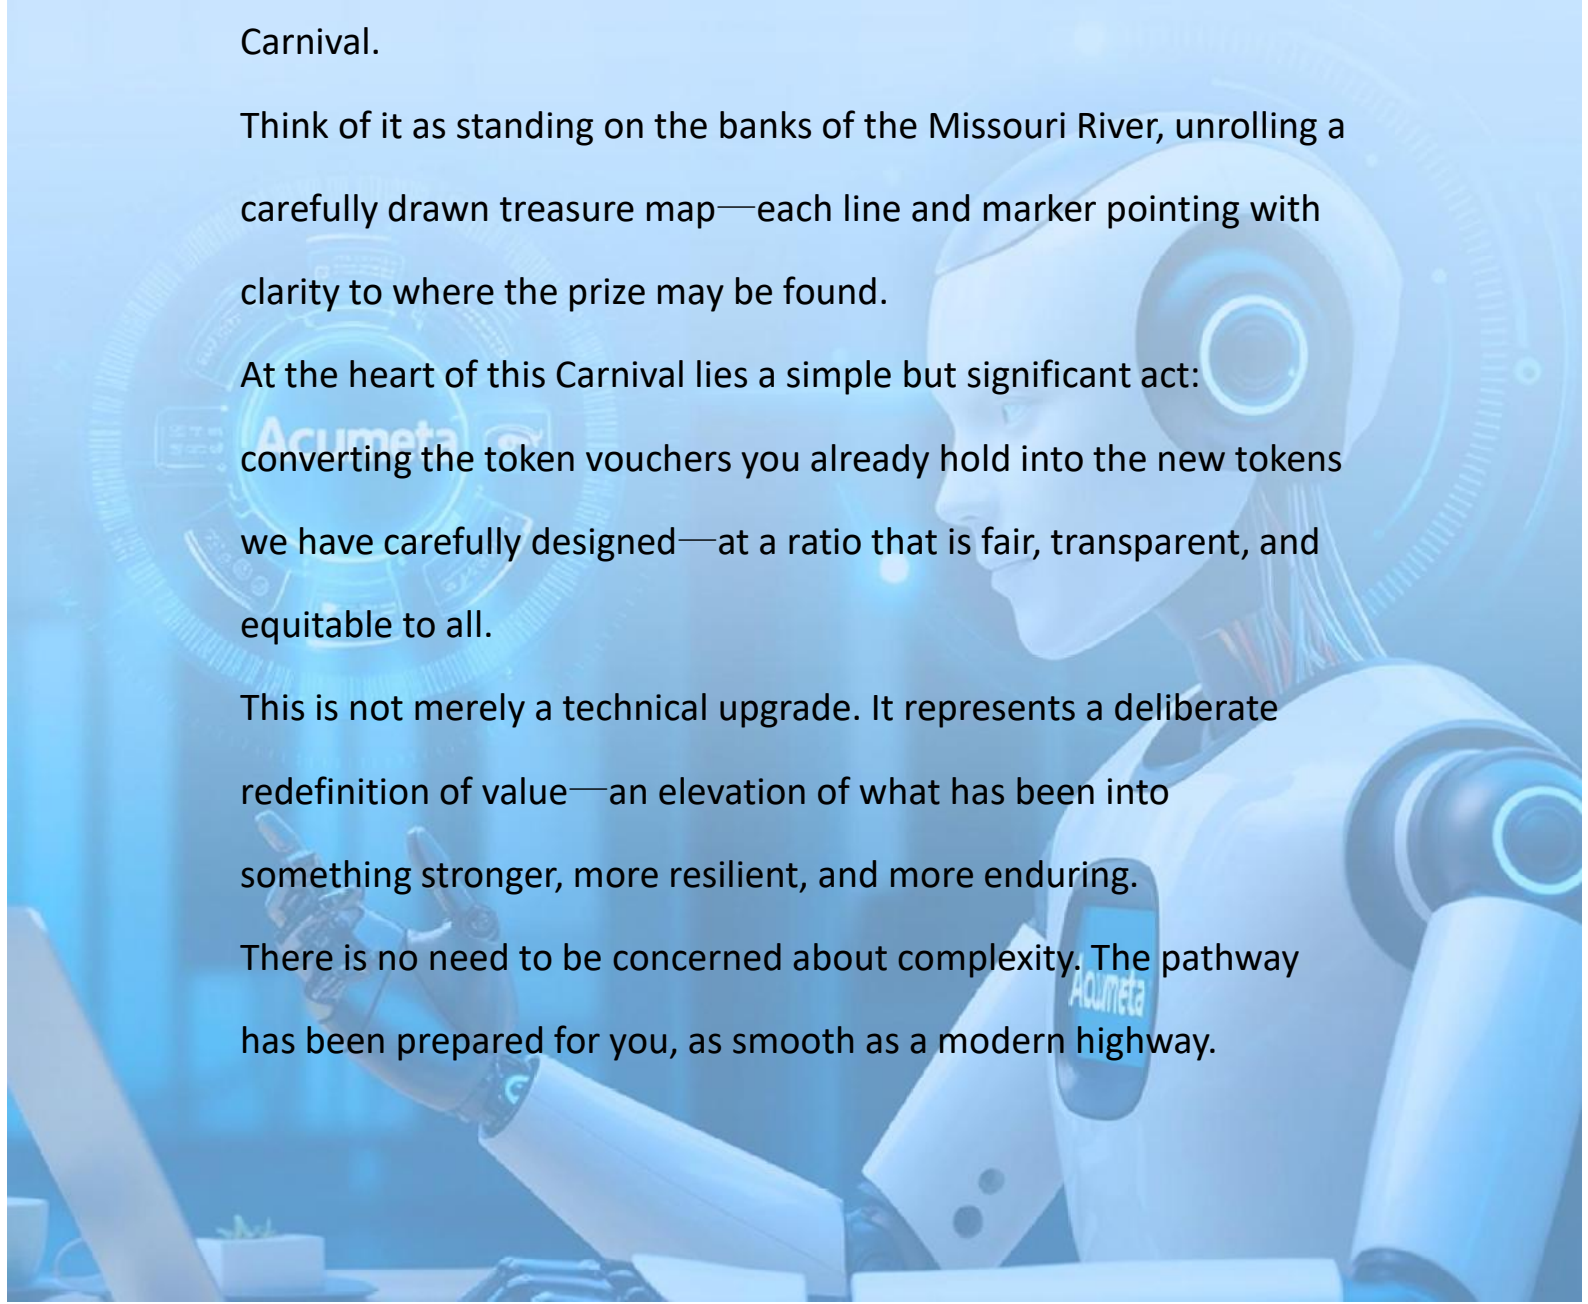 Carnival.
Think of it as standing on the banks of the Missouri River, unrolling a
carefully drawn treasure map—each line and marker pointing with
clarity to where the prize may be found.
At the heart of this Carnival lies a simple but significant act:
Acumeta
converting the token vouchers you already hold into the new tokens
we have carefully designed—at a ratio that is fair, transparent, and
equitable to all.
This is not merely a technical upgrade. It represents a deliberate
redefinition of value—an elevation of what has been into
something stronger, more resilient, and more enduring.
There is no need to be concerned about complexity. The pathway
Acumeta
has been prepared for you, as smooth as a modern highway.